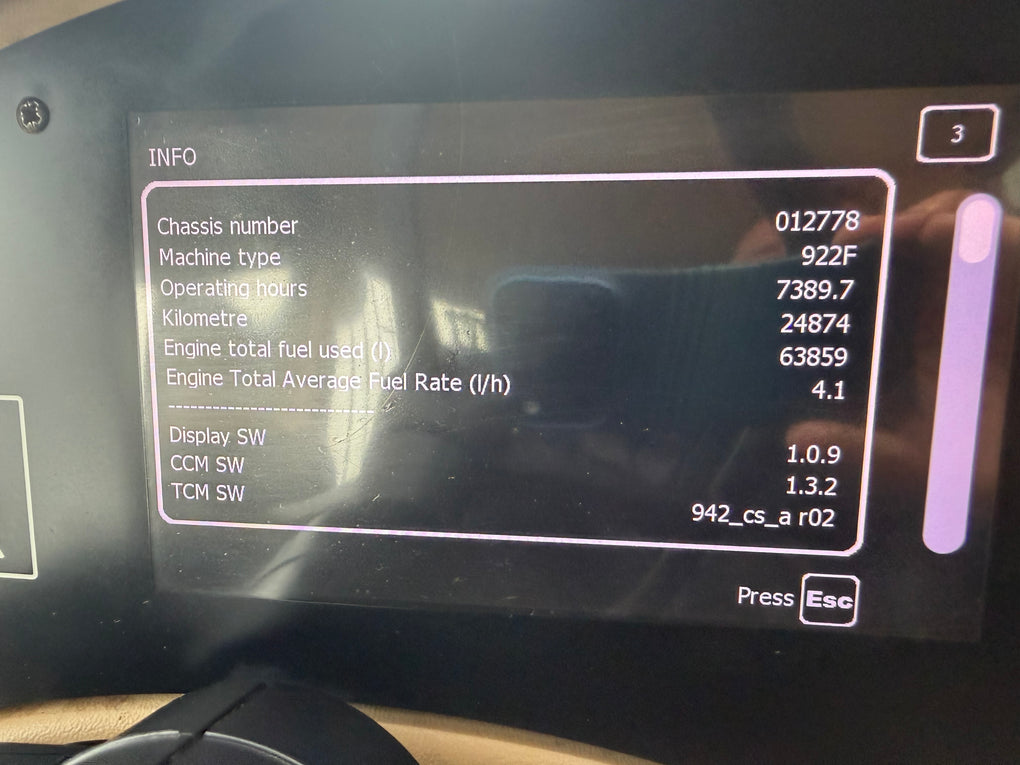 3
INFO
Chassis number 012778
Machine type 922F
Operating hours 7389.7
Kilometre 24874
Engine total fuel used (l) 63859
Engine Total Average Fuel Rate (l/h) 4.1
----------------------------
Display SW 1.0.9
CCM SW 1.3.2
TCM SW 942_cs_a r02
Press Esc